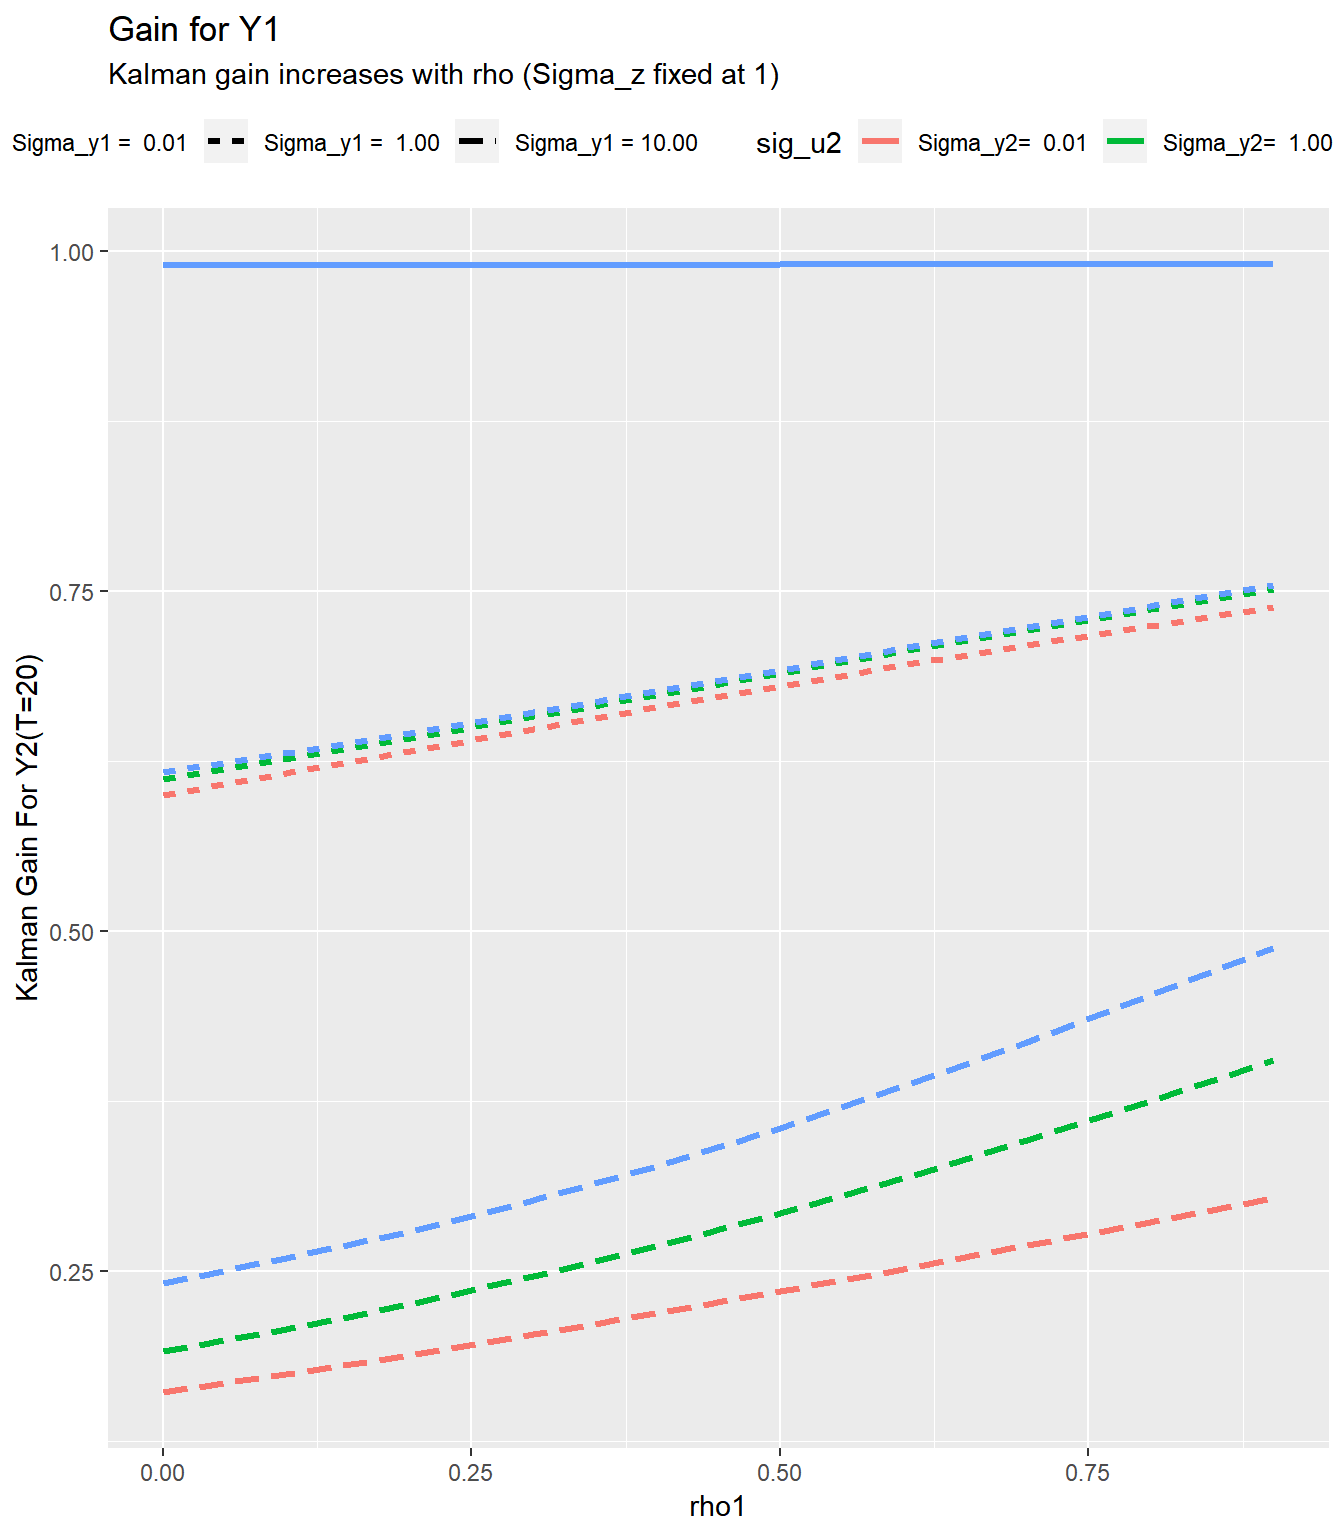 Gain for Y1
Kalman gain increases with rho (Sigma_z fixed at 1)
Sigma_y1 =  0.01 Sigma_y1 =  1.00 Sigma_y1 = 10.00 sig_u2 Sigma_y2=  0.01 Sigma_y2=  1.00
Kalman Gain For Y2(T=20)
1.00
0.75
0.50
0.25
0.00 0.25 0.50 0.75
rho1